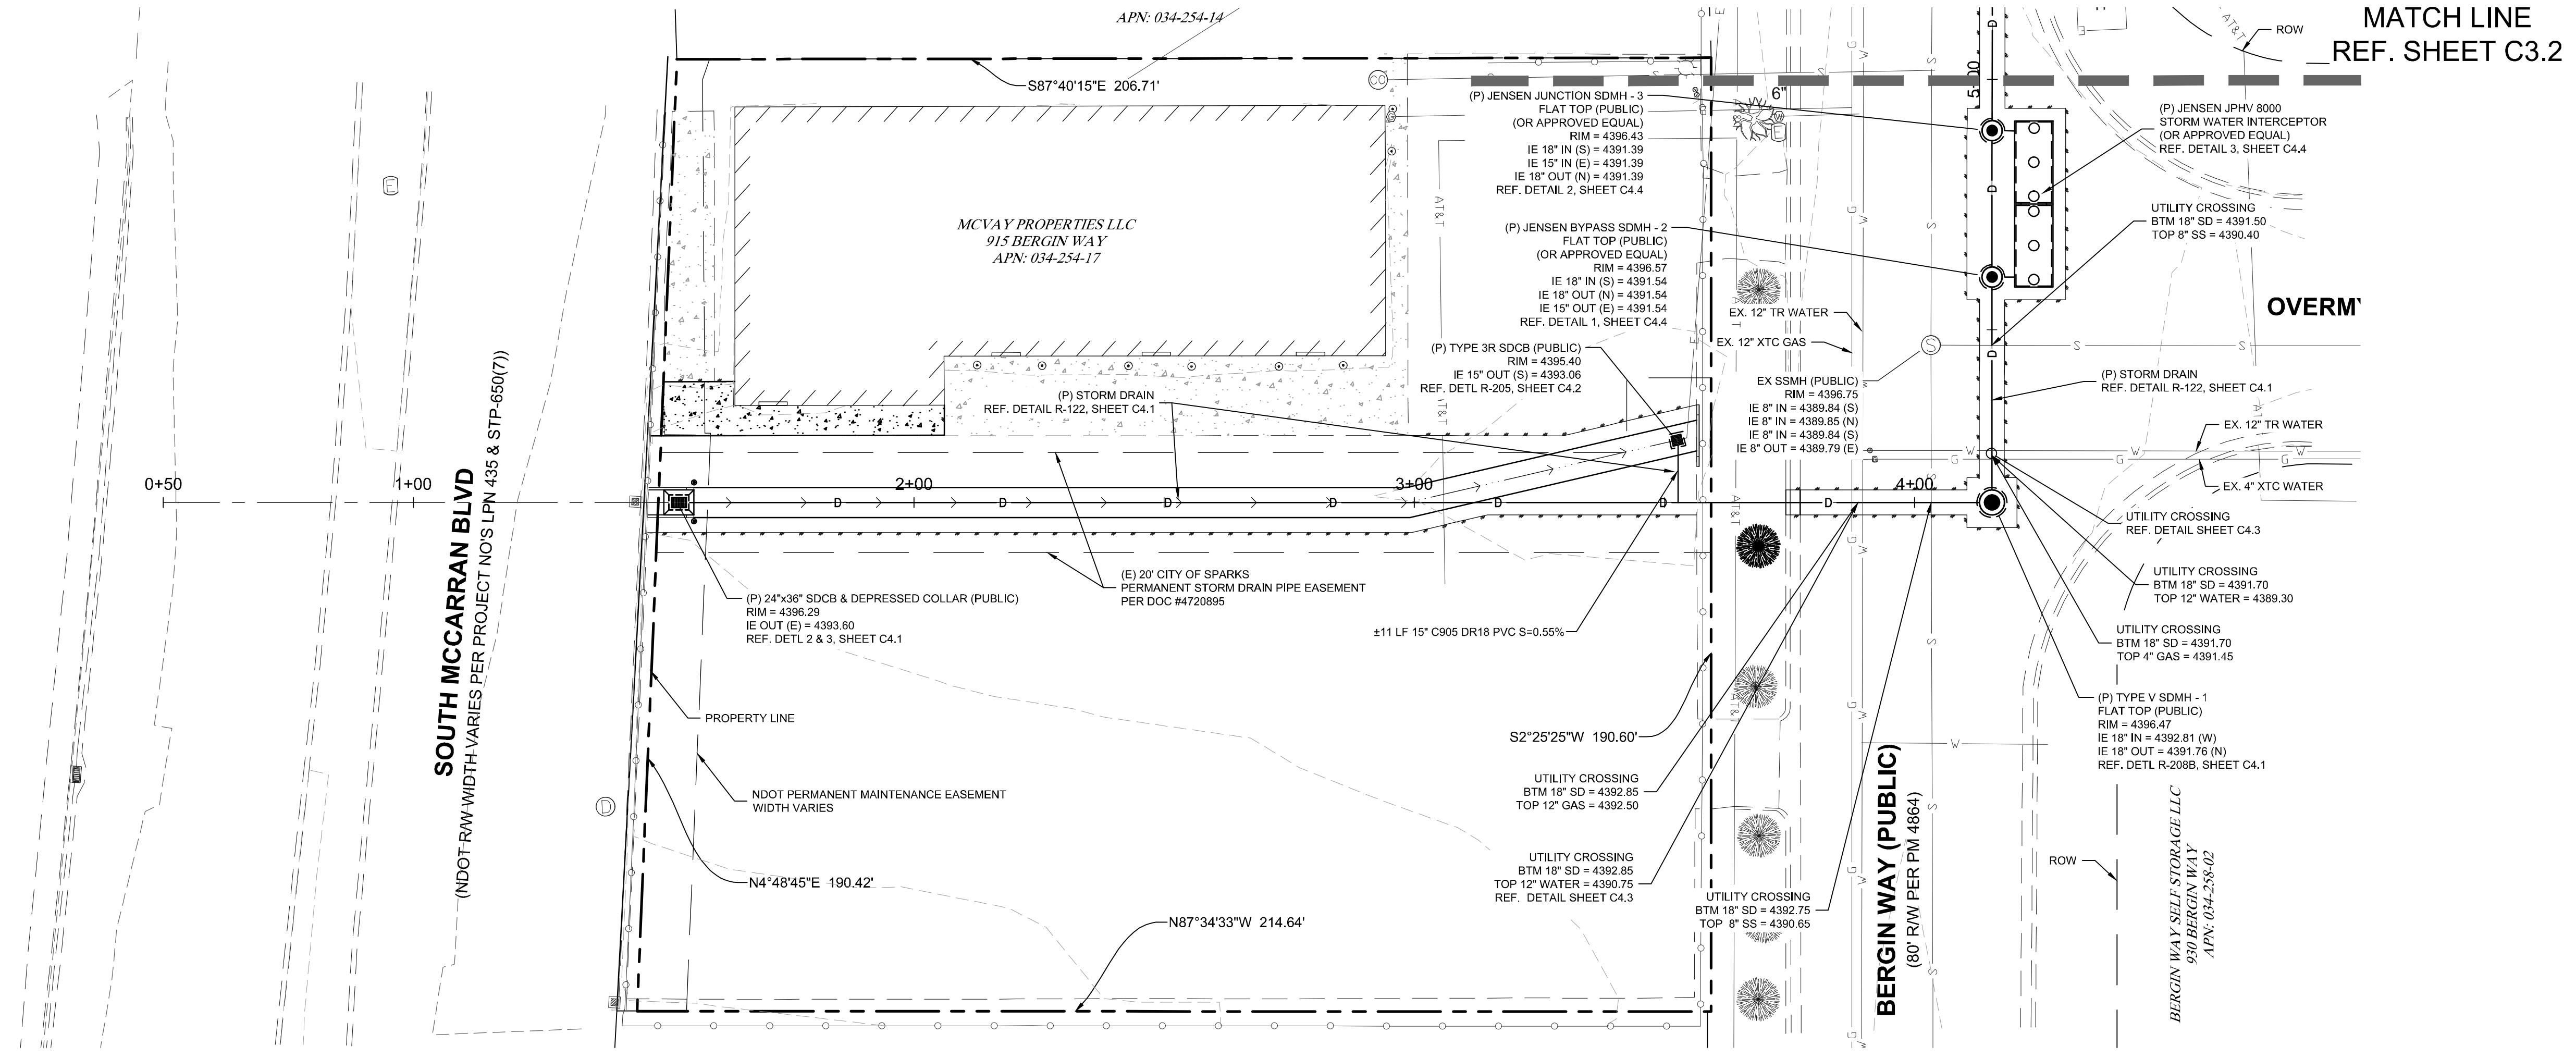 APN: 034-254-14
MATCH LINE
REF. SHEET C3.2
ROW
AT&T
S87°40'15"E 206.71'
CO
6"
5+00
E
(P) JENSEN JUNCTION SDMH - 3
FLAT TOP (PUBLIC)
(OR APPROVED EQUAL)
RIM = 4396.43
IE 18" IN (S) = 4391.39
IE 15" IN (E) = 4391.39
IE 18" OUT (N) = 4391.39
REF. DETAIL 2, SHEET C4.4
(P) JENSEN JPHV 8000
STORM WATER INTERCEPTOR
(OR APPROVED EQUAL)
REF. DETAIL 3, SHEET C4.4
MCVAY PROPERTIES LLC
915 BERGIN WAY
APN: 034-254-17
(P) JENSEN BYPASS SDMH - 2
FLAT TOP (PUBLIC)
(OR APPROVED EQUAL)
RIM = 4396.57
IE 18" IN (S) = 4391.54
IE 18" OUT (N) = 4391.54
IE 15" OUT (E) = 4391.54
REF. DETAIL 1, SHEET C4.4
UTILITY CROSSING
BTM 18" SD = 4391.50
TOP 8" SS = 4390.40
OVERMY
EX. 12" TR WATER
EX. 12" XTC GAS
(P) TYPE 3R SDCB (PUBLIC)
RIM = 4395.40
IE 15" OUT (S) = 4393.06
REF. DETL R-205, SHEET C4.2
EX SSMH (PUBLIC)
RIM = 4396.75
IE 8" IN = 4389.84 (S)
IE 8" IN = 4389.85 (N)
IE 8" IN = 4389.84 (S)
IE 8" OUT = 4389.79 (E)
(P) STORM DRAIN
REF. DETAIL R-122, SHEET C4.1
(P) STORM DRAIN
REF. DETAIL R-122, SHEET C4.1
EX. 12" TR WATER
EX. 4" XTC WATER
0+50
1+00
2+00
3+00
4+00
SOUTH MCCARRAN BLVD
(NDOT R/W WIDTH VARIES PER PROJECT NO'S LPN 435 & STP-650(7))
UTILITY CROSSING
REF. DETAIL SHEET C4.3
(P) 24"x36" SDCB & DEPRESSED COLLAR (PUBLIC)
RIM = 4396.29
IE OUT (E) = 4393.60
REF. DETL 2 & 3, SHEET C4.1
(E) 20' CITY OF SPARKS
PERMANENT STORM DRAIN PIPE EASEMENT
PER DOC #4720895
±11 LF 15" C905 DR18 PVC S=0.55%
UTILITY CROSSING
BTM 18" SD = 4391.70
TOP 12" WATER = 4389.30
UTILITY CROSSING
BTM 18" SD = 4391.70
TOP 4" GAS = 4391.45
(P) TYPE V SDMH - 1
FLAT TOP (PUBLIC)
RIM = 4396.47
IE 18" IN = 4392.81 (W)
IE 18" OUT = 4391.76 (N)
REF. DETL R-208B, SHEET C4.1
PROPERTY LINE
NDOT PERMANENT MAINTENANCE EASEMENT
WIDTH VARIES
S2°25'25"W 190.60'
UTILITY CROSSING
BTM 18" SD = 4392.85
TOP 12" GAS = 4392.50
N4°48'45"E 190.42'
N87°34'33"W 214.64'
UTILITY CROSSING
BTM 18" SD = 4392.85
TOP 12" WATER = 4390.75
REF. DETAIL SHEET C4.3
UTILITY CROSSING
BTM 18" SD = 4392.75
TOP 8" SS = 4390.65
BERGIN WAY (PUBLIC)
(80' R/W PER PM 4864)
ROW
BERGIN WAY SELF STORAGE LLC
930 BERGIN WAY
APN: 034-258-02